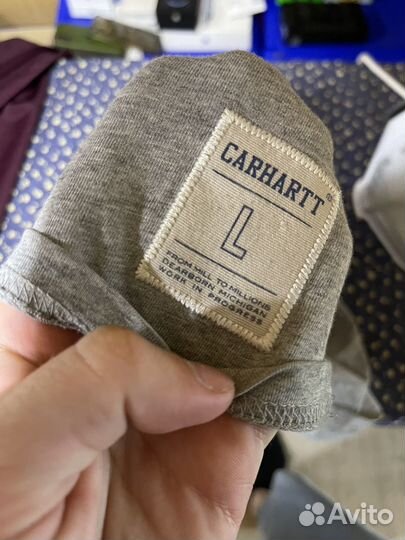 CARHARTT
L
FROM MILL TO MILLIONS
DEARBORN MICHIGAN
WORK IN PROGRESS
Avito